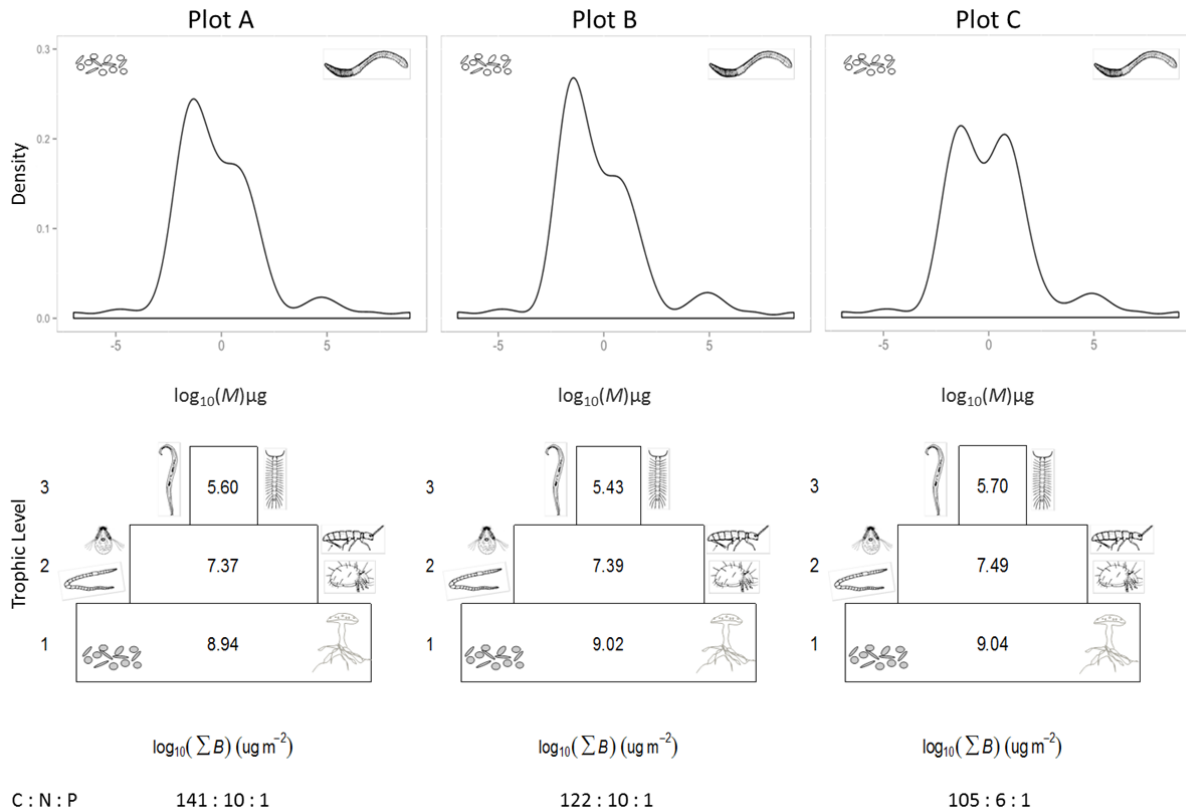 Plot A Plot B Plot C
0.3
0.2
0.1
0.0
Density
-5 0 5 -5 0 5 -5 0 5
log₁₀(M)µg log₁₀(M)µg log₁₀(M)µg
Trophic Level
3 5.60 3 5.43 3 5.70
2 7.37 2 7.39 2 7.49
1 8.94 1 9.02 1 9.04
log₁₀(∑B) (ug m⁻²) log₁₀(∑B) (ug m⁻²) log₁₀(∑B) (ug m⁻²)
C : N : P 141 : 10 : 1 122 : 10 : 1 105 : 6 : 1